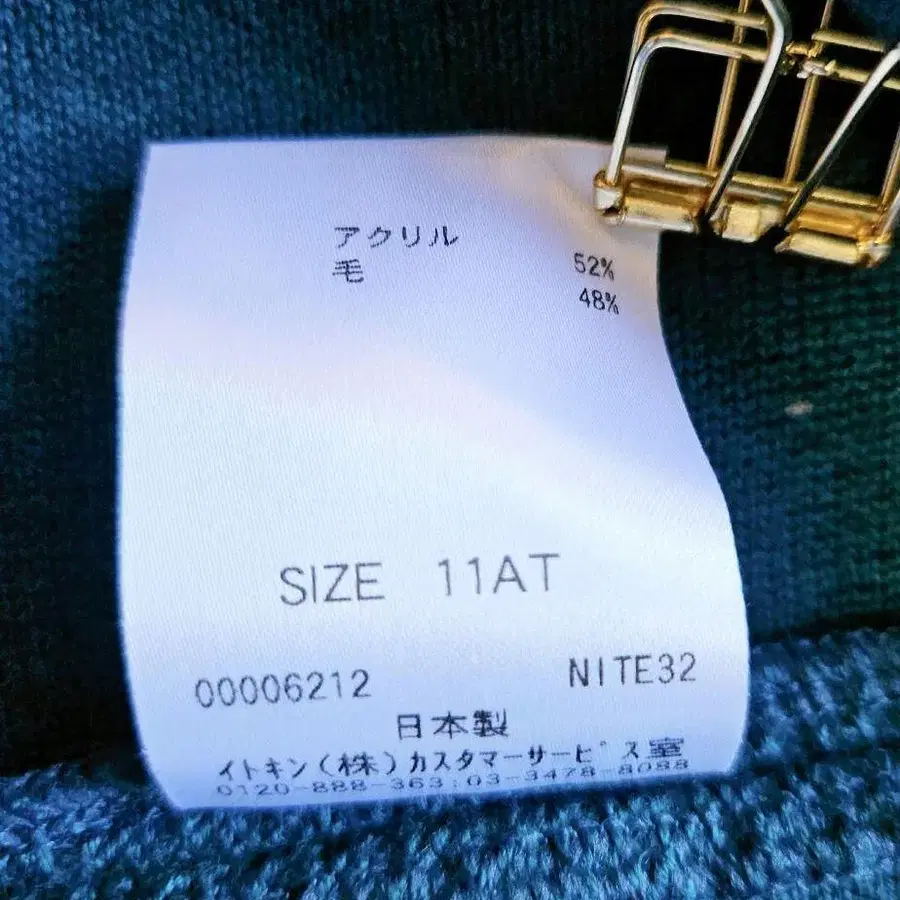 アクリル 52%
毛 48%
SIZE 11AT
00006212 NITE32
日本製
イトキン(株)カスタマーサービス室
0120-888-363:03-3478-8088